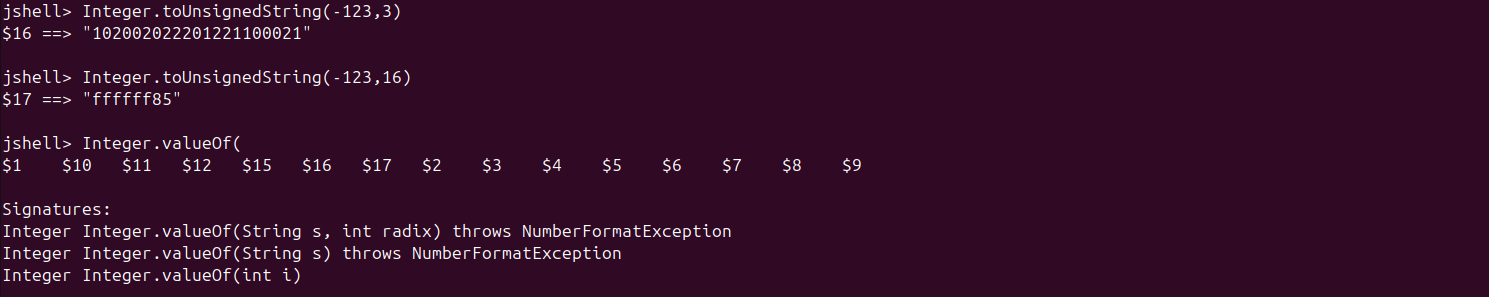 jshell> Integer.toUnsignedString(-123,3)
$16 ==> "102002022201221100021"
jshell> Integer.toUnsignedString(-123,16)
$17 ==> "ffffff85"
jshell> Integer.valueOf(
$1 $10 $11 $12 $15 $16 $17 $2 $3 $4 $5 $6 $7 $8 $9
Signatures:
Integer Integer.valueOf(String s, int radix) throws NumberFormatException
Integer Integer.valueOf(String s) throws NumberFormatException
Integer Integer.valueOf(int i)